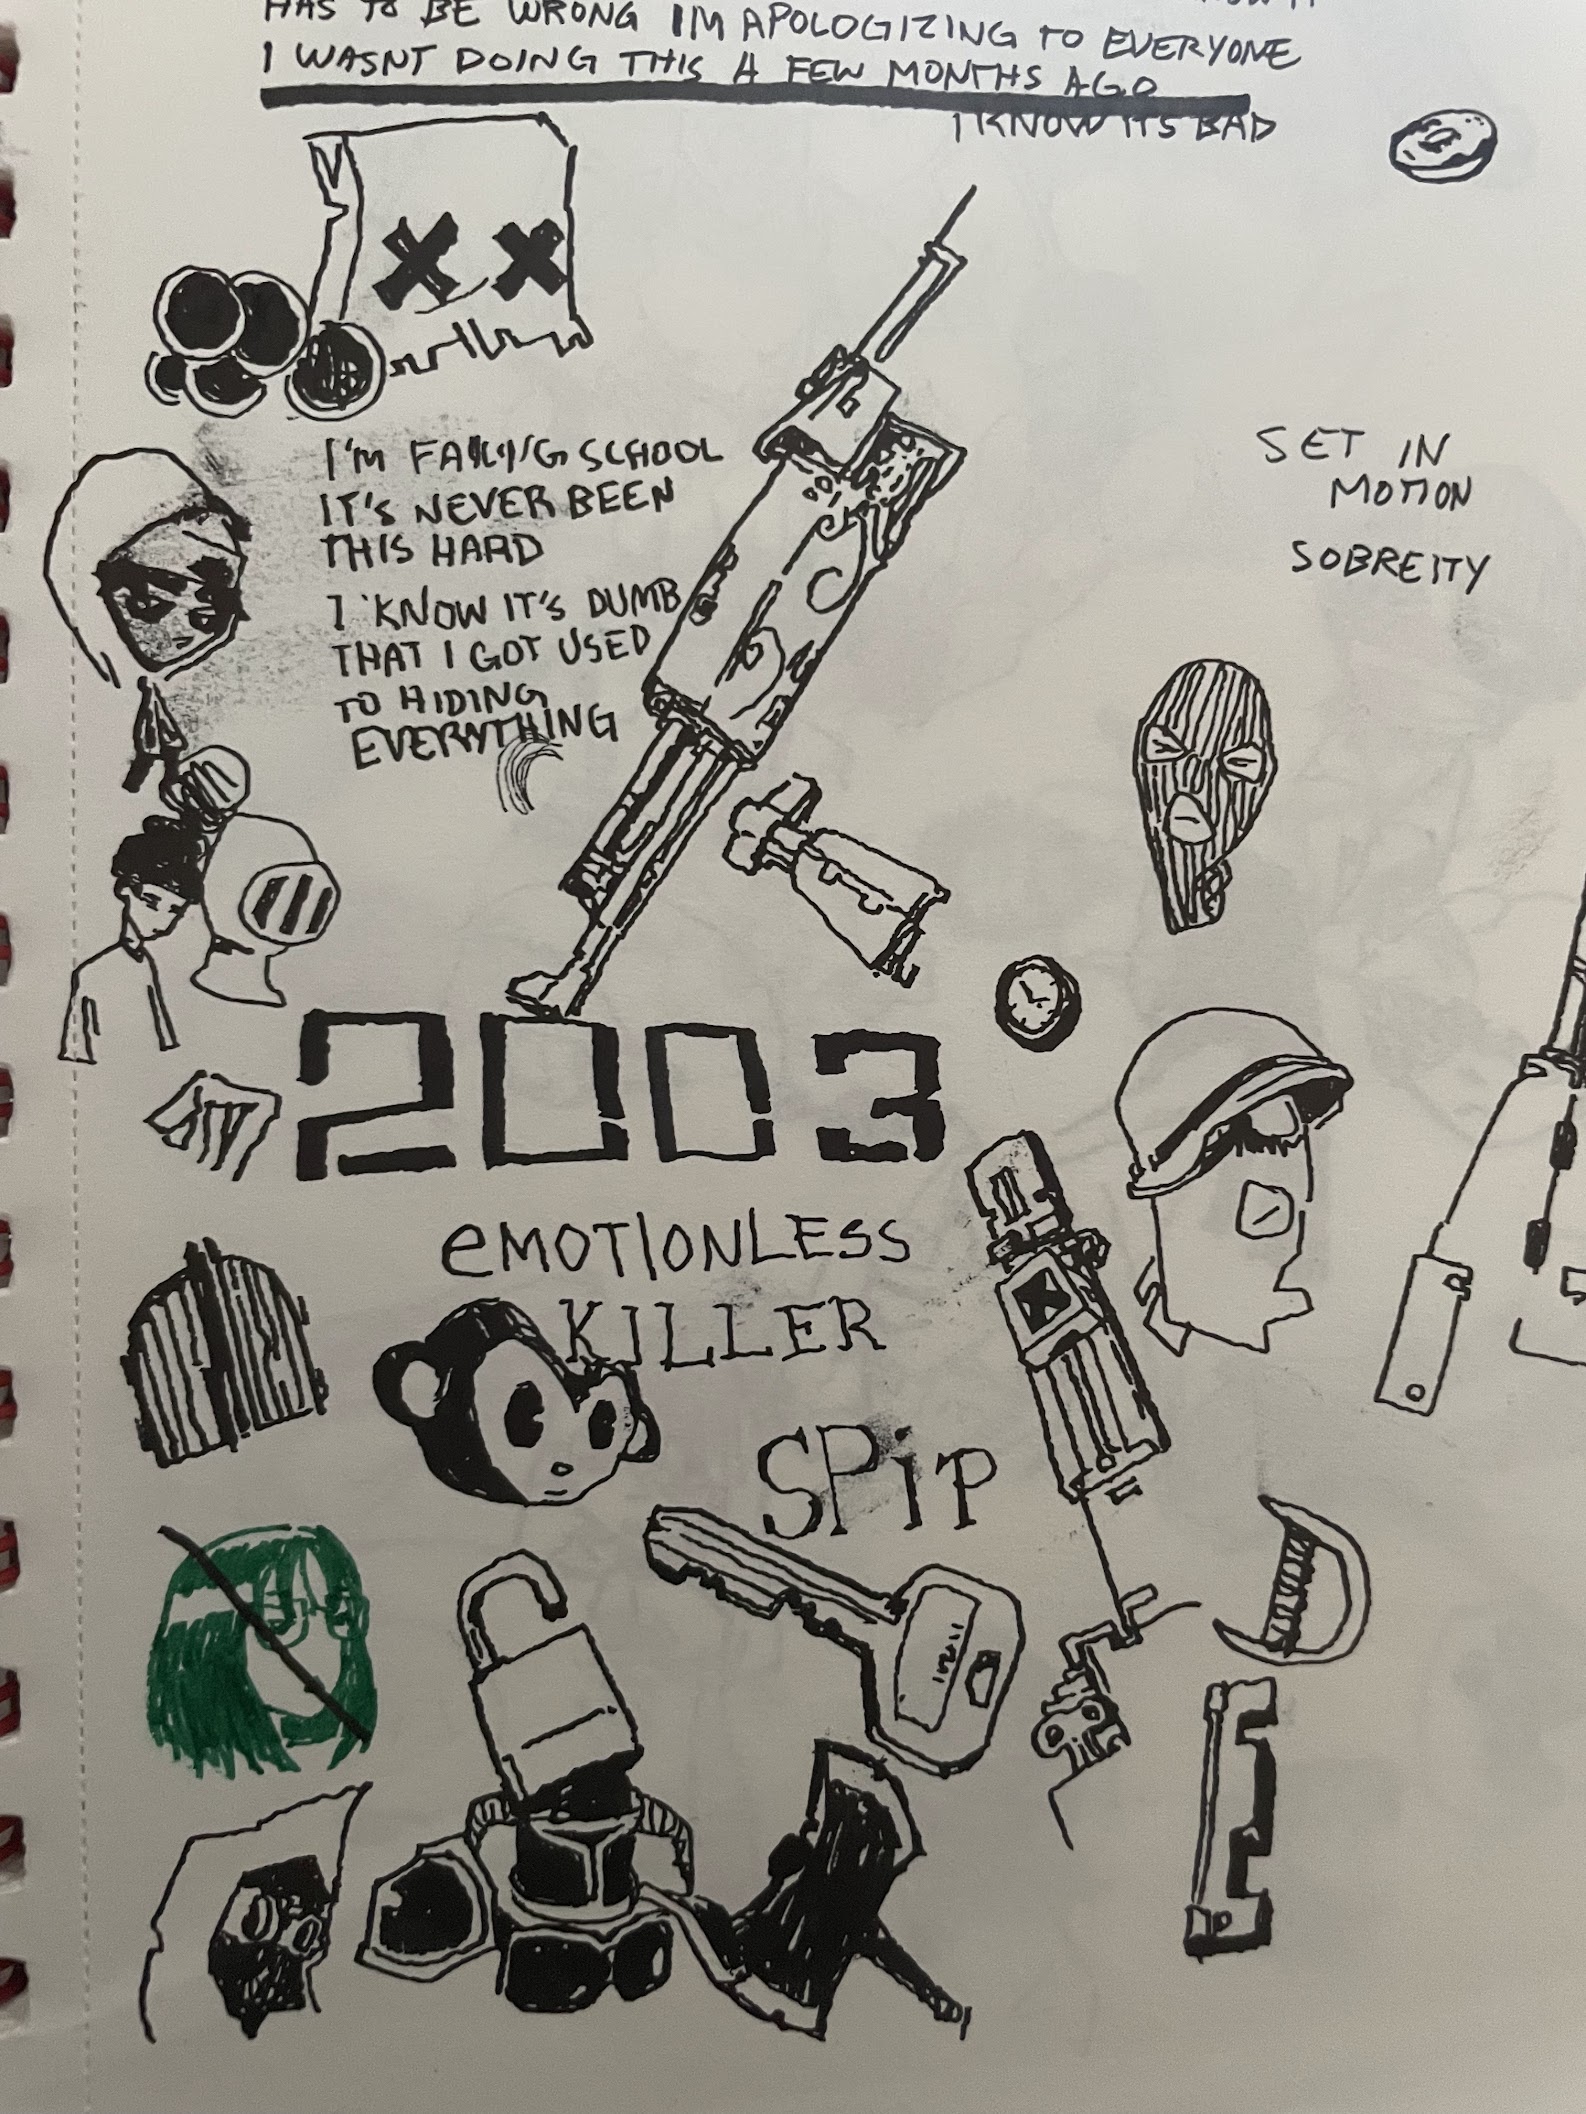 HAS TO BE WRONG IM APOLOGIZING TO EVERYONE
I WASNT DOING THIS A FEW MONTHS AGO
I KNOW ITS BAD
I'M FAILING SCHOOL
IT'S NEVER BEEN
THIS HARD
I KNOW IT'S DUMB
THAT I GOT USED
TO HIDING
EVERYTHING
SET IN
MOTION
SOBREITY
2003
eMOTIONLESS
KILLER
SPiP